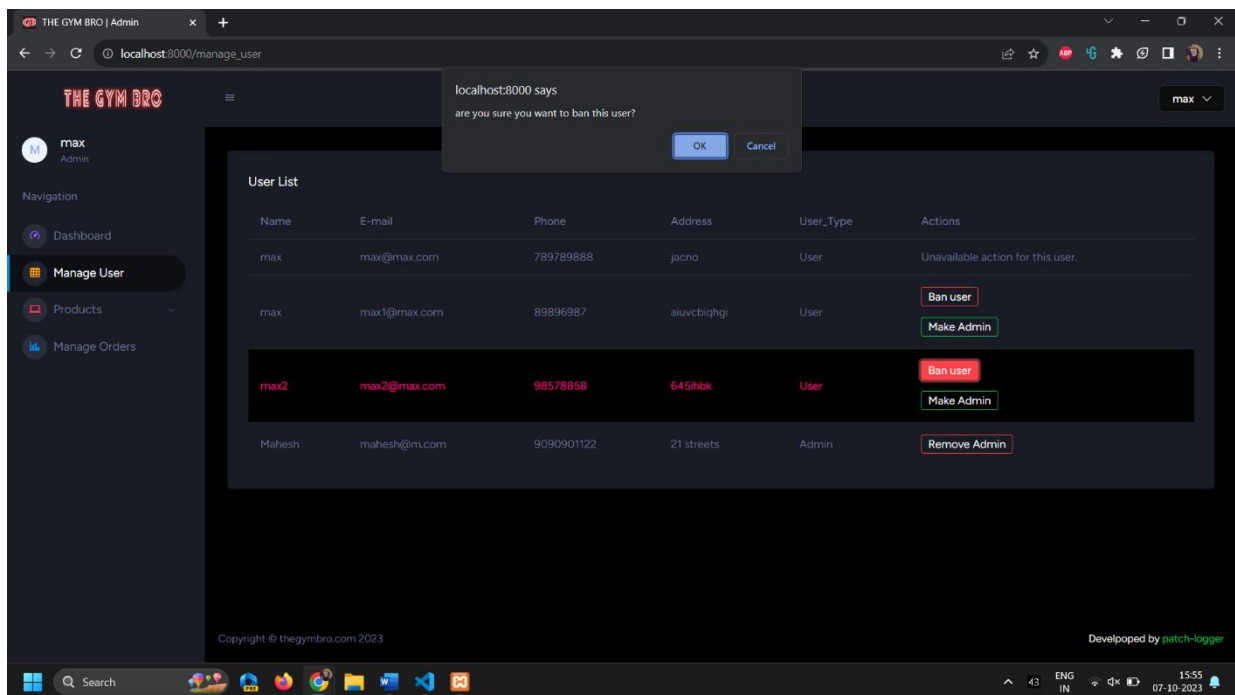 THE GYM BRO | Admin
localhost:8000/manage_user
ABP
THE GYM BRO
localhost:8000 says
are you sure you want to ban this user?
OK Cancel
max
M max
Admin
Navigation
Dashboard
Manage User
Products
Manage Orders
User List
Name E-mail Phone Address User_Type Actions
max max@max.com 789789888 jacno User Unavailable action for this user.
max max1@max.com 89896987 aiuvcbiqhgi User Ban user
Make Admin
max2 max2@max.com 98578858 645ihbk User Ban user
Make Admin
Mahesh mahesh@m.com 9090901122 21 streets Admin Remove Admin
Copyright © thegymbro.com 2023 Develpoped by patch-logger
Search
43 ENG IN 15:55
07-10-2023